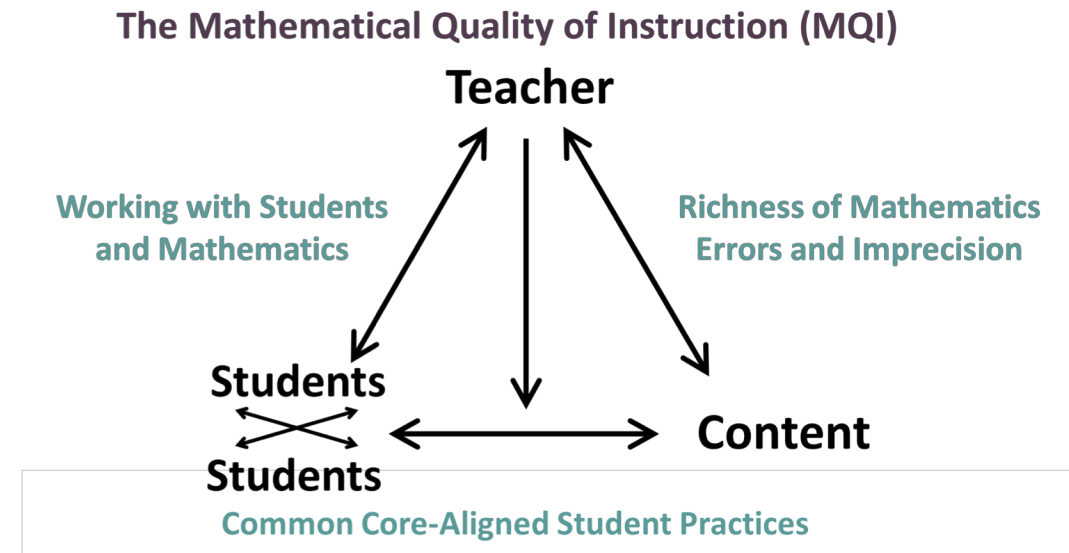 The Mathematical Quality of Instruction (MQI)
Teacher
Working with Students
and Mathematics
Richness of Mathematics
Errors and Imprecision
Students
Students
Content
Common Core-Aligned Student Practices